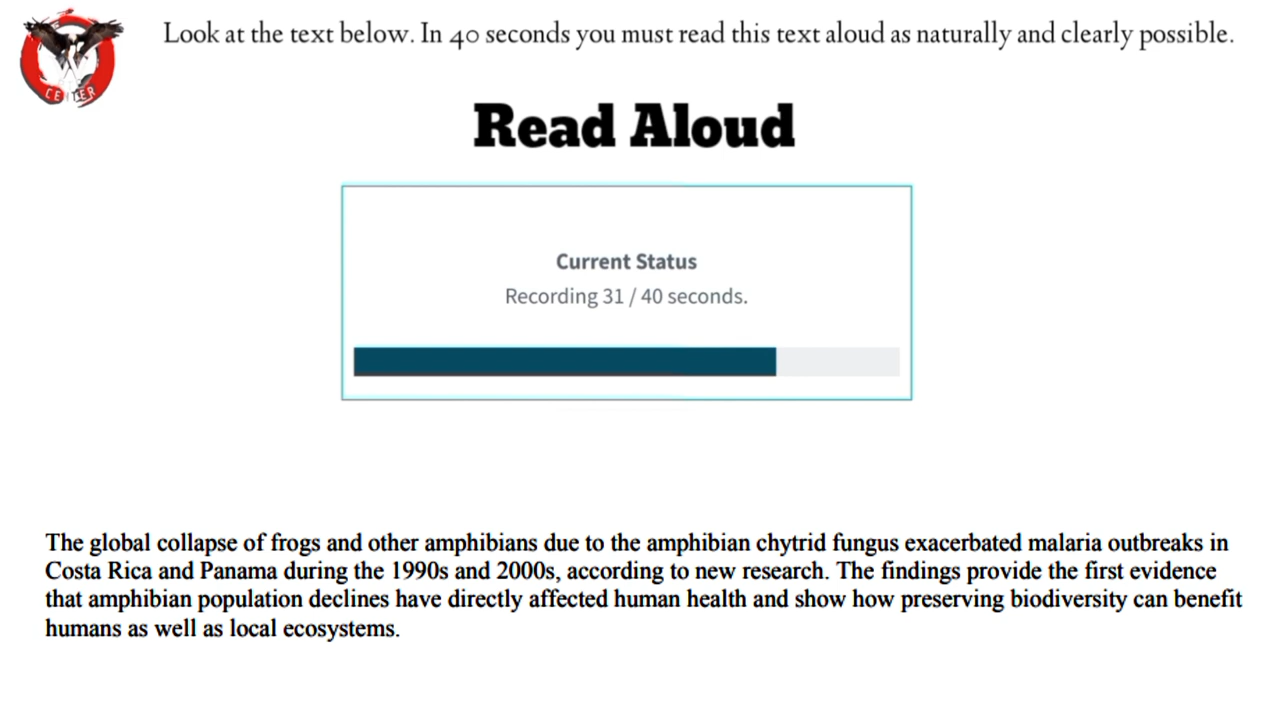 Look at the text below. In 40 seconds you must read this text aloud as naturally and clearly possible.
CENTER
Read Aloud
Current Status
Recording 31 / 40 seconds.
The global collapse of frogs and other amphibians due to the amphibian chytrid fungus exacerbated malaria outbreaks in
Costa Rica and Panama during the 1990s and 2000s, according to new research. The findings provide the first evidence
that amphibian population declines have directly affected human health and show how preserving biodiversity can benefit
humans as well as local ecosystems.